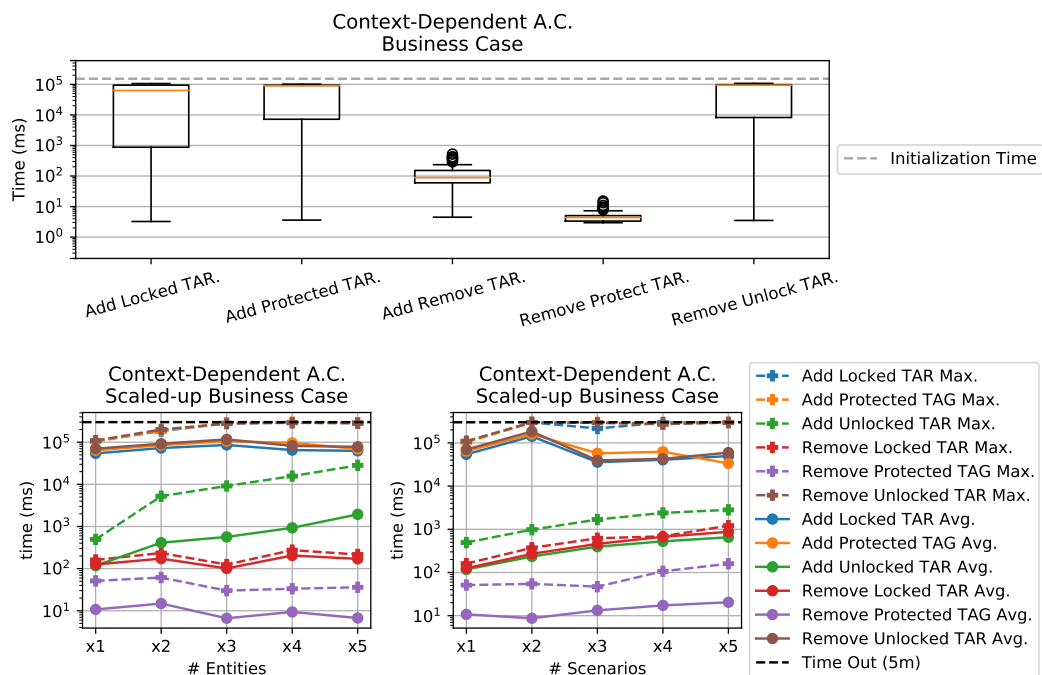 Context-Dependent A.C.
Business Case
Time (ms)
10^5
10^4
10^3
10^2
10^1
10^0
Add Locked TAR.
Add Protected TAR.
Add Remove TAR.
Remove Protect TAR.
Remove Unlock TAR.
Initialization Time
Context-Dependent A.C.
Scaled-up Business Case
time (ms)
10^5
10^4
10^3
10^2
10^1
x1 x2 x3 x4 x5
# Entities
Context-Dependent A.C.
Scaled-up Business Case
time (ms)
10^5
10^4
10^3
10^2
10^1
x1 x2 x3 x4 x5
# Scenarios
Add Locked TAR Max.
Add Protected TAG Max.
Add Unlocked TAR Max.
Remove Locked TAR Max.
Remove Protected TAG Max.
Remove Unlocked TAR Max.
Add Locked TAR Avg.
Add Protected TAG Avg.
Add Unlocked TAR Avg.
Remove Locked TAR Avg.
Remove Protected TAG Avg.
Remove Unlocked TAR Avg.
Time Out (5m)